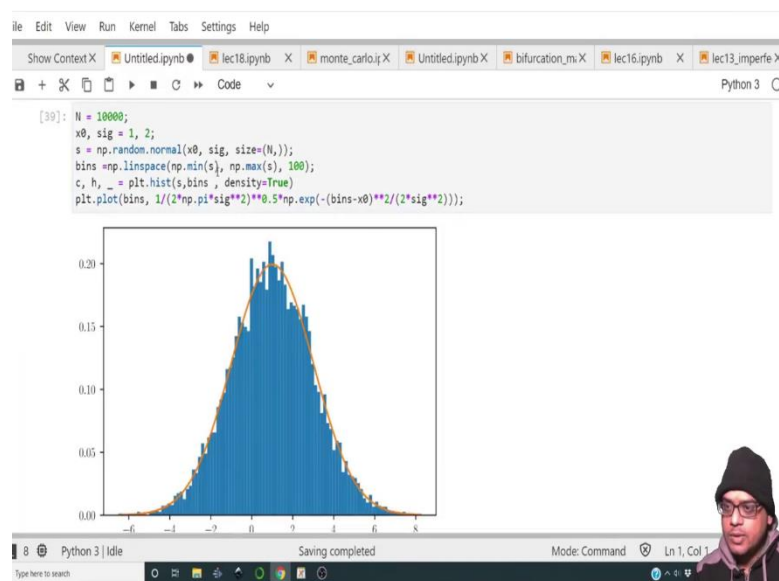 ile Edit View Run Kernel Tabs Settings Help
Show Context X Untitled.ipynb ● lec18.ipynb X monte_carlo.ip X Untitled.ipynb X bifurcation_m. X lec16.ipynb X lec13_imperfe X
Code Python 3
[39]: N = 10000;
x0, sig = 1, 2;
s = np.random.normal(x0, sig, size=(N,));
bins =np.linspace(np.min(s), np.max(s), 100);
c, h, _ = plt.hist(s,bins , density=True)
plt.plot(bins, 1/(2*np.pi*sig**2)**0.5*np.exp(-(bins-x0)**2/(2*sig**2)));
0.20
0.15
0.10
0.05
0.00
−6 −4 −2 0 2 4 6 8
8 Python 3 | Idle Saving completed Mode: Command Ln 1, Col 1
Type here to search